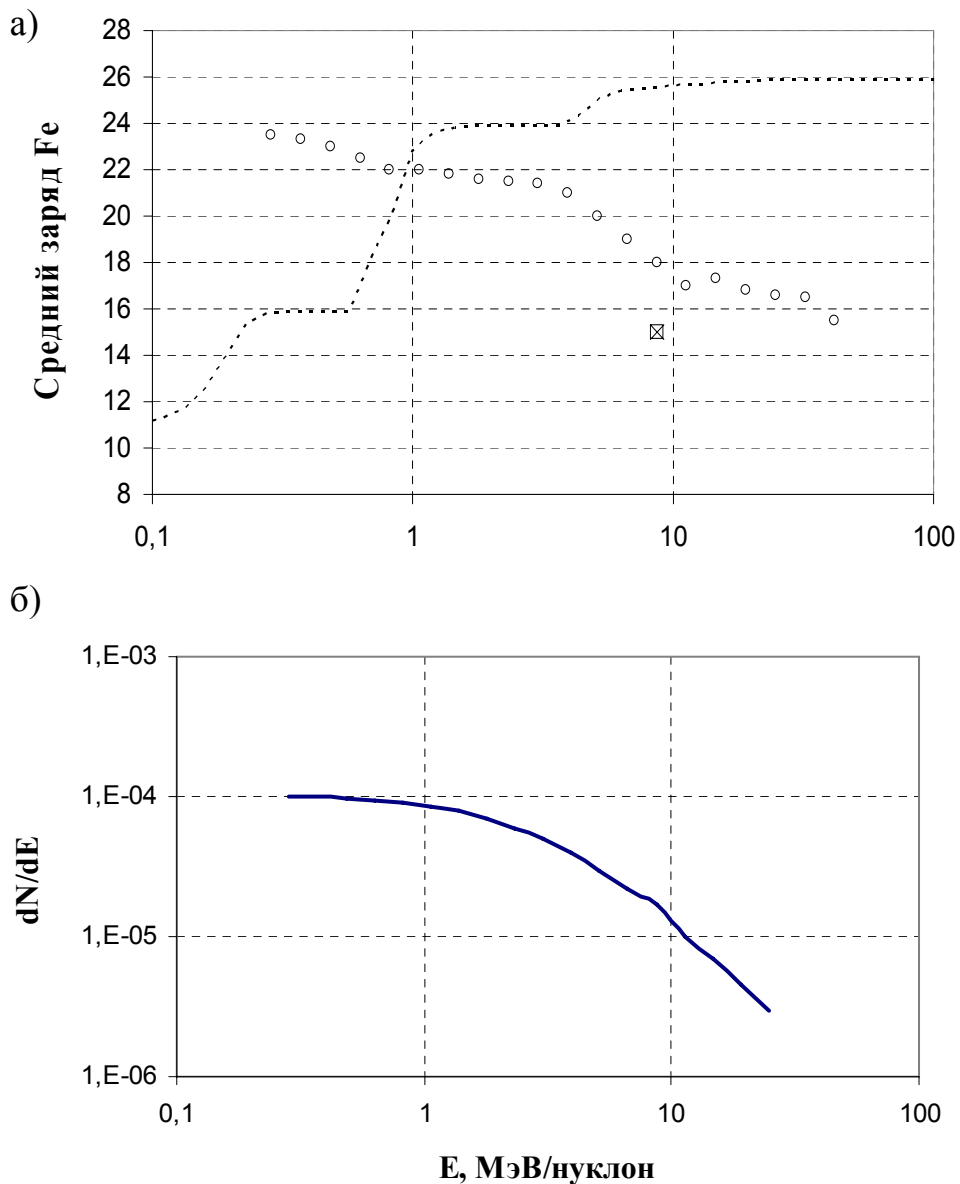 а)
Средний заряд Fe
28
26
24
22
20
18
16
14
12
10
8
0,1 1 10 100
б)
dN/dE
1,E-03
1,E-04
1,E-05
1,E-06
0,1 1 10 100
E, МэВ/нуклон